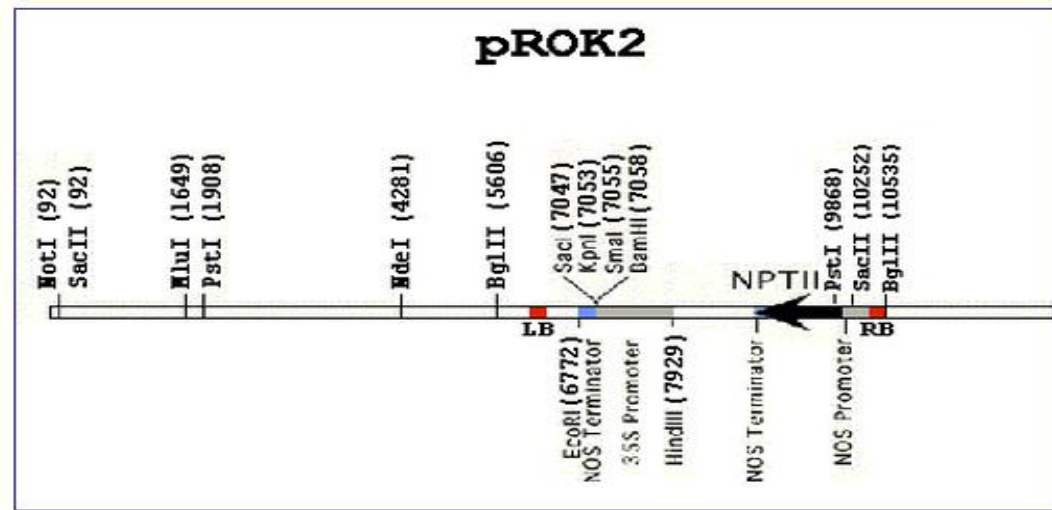 pROK2
NotI (92)
SacII (92)
MluI (1649)
PstI (1908)
NdeI (4281)
BglII (5606)
SacI (7047)
KpnI (7053)
SmaI (7055)
BamHI (7058)
NPTII
PstI (9868)
SacII (10252)
BglII (10535)
LB
RB
EcoRI (6772)
NOS Terminator
35S Promoter
HindIII (7929)
NOS Terminator
NOS Promoter